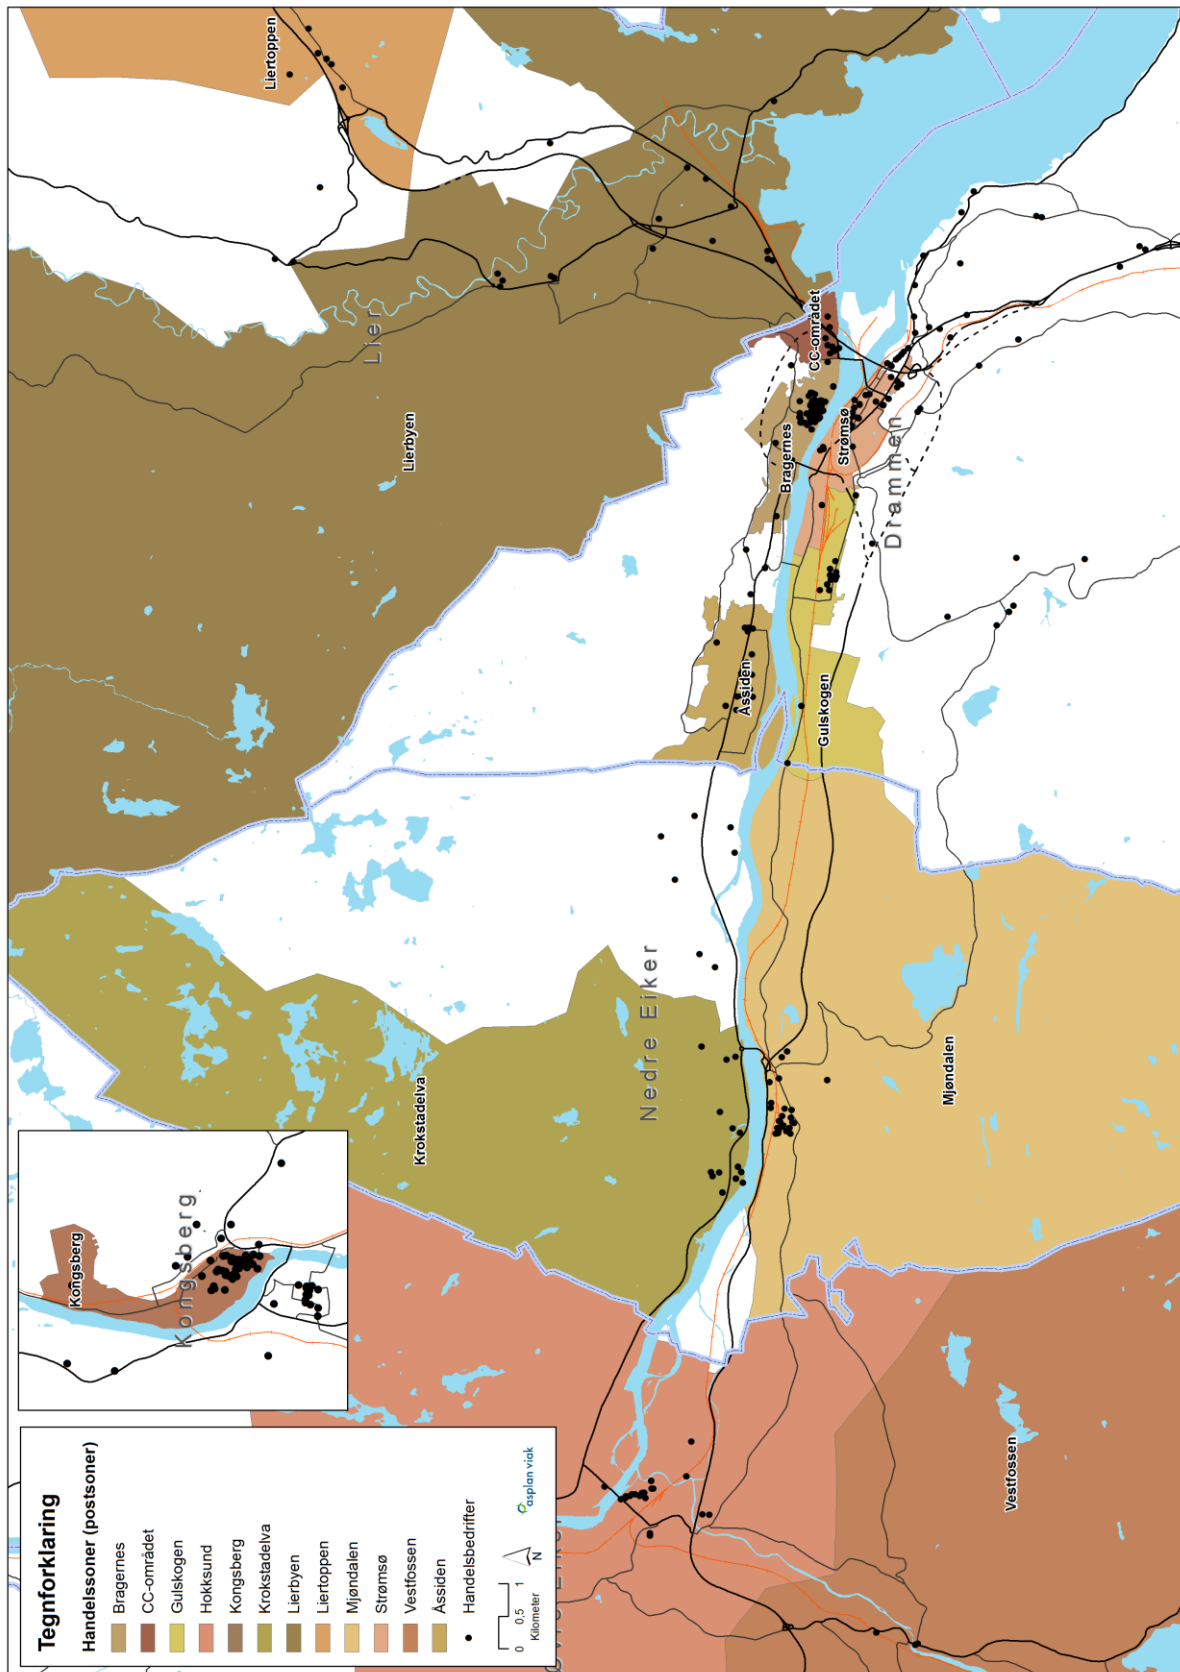 Tegnforklaring
Handelssoner (postsoner)
Bragernes
CC-området
Gulskogen
Hokksund
Kongsberg
Krokstadelva
Lierbyen
Liertoppen
Mjøndalen
Strømsø
Vestfossen
Åssiden
Handelsbedrifter
0 0,5 1
Kilometer
N
asplan viak
Kongsberg
Kongsberg
Krokstadelva
Nedre Eiker
Mjøndalen
Vestfossen
Lierbyen
Lier
Liertoppen
Åssiden
Gulskogen
Bragernes
Strømsø
CC-området
Drammen